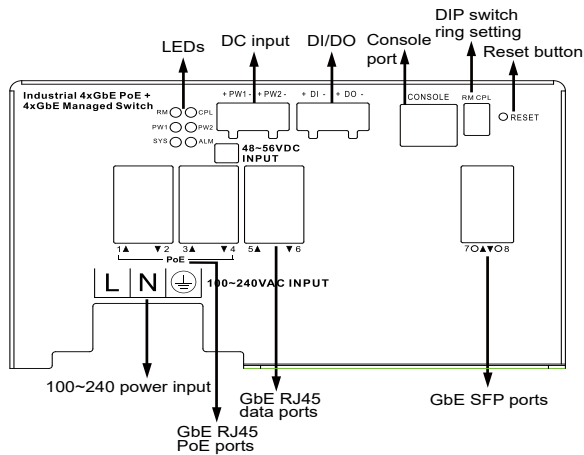 DIP switch
ring setting
LEDs
DC input
DI/DO
Console
port
Reset button
Industrial 4xGbE PoE +
4xGbE Managed Switch
+ PW1 - + PW2 -
+ DI - + DO -
CONSOLE
RM CPL
RM CPL
RESET
PW1 PW2
SYS ALM
48~56VDC
INPUT
1▲ ▼2 3▲ ▼4 5▲ ▼6
7○▲▼○8
PoE
L N
100~240VAC INPUT
100~240 power input
GbE RJ45
data ports
GbE SFP ports
GbE RJ45
PoE ports